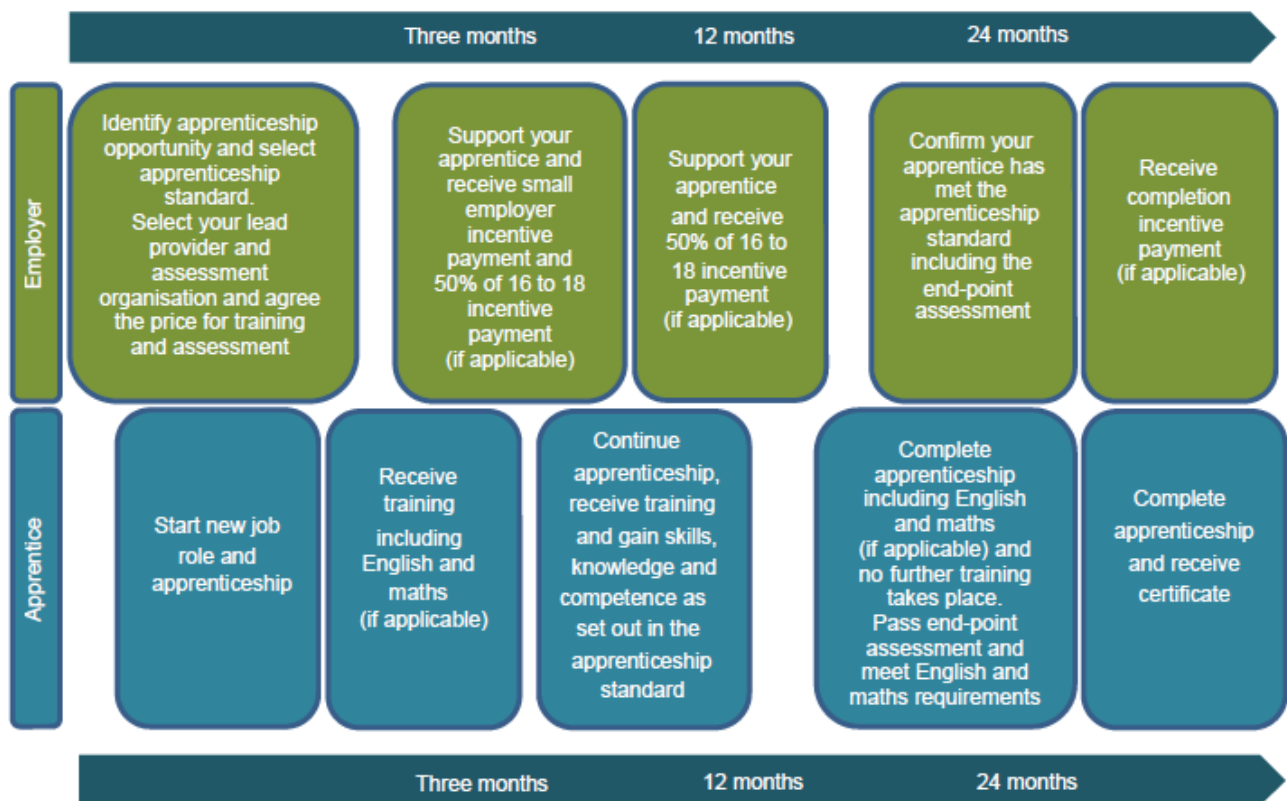 Three months 12 months 24 months
Employer
Identify apprenticeship
opportunity and select
apprenticeship
standard.
Select your lead
provider and
assessment
organisation and agree
the price for training
and assessment
Support your
apprentice and
receive small
employer
incentive
payment and
50% of 16 to 18
incentive
payment
(if applicable)
Support your
apprentice
and receive
50% of 16 to
18 incentive
payment
(if applicable)
Confirm your
apprentice has
met the
apprenticeship
standard
including the
end-point
assessment
Receive
completion
incentive
payment
(if applicable)
Apprentice
Start new job
role and
apprenticeship
Receive
training
including
English and
maths
(if applicable)
Continue
apprenticeship,
receive training
and gain skills,
knowledge and
competence as
set out in the
apprenticeship
standard
Complete
apprenticeship
including English
and maths
(if applicable) and
no further training
takes place.
Pass end-point
assessment and
meet English and
maths requirements
Complete
apprenticeship
and receive
certificate
Three months 12 months 24 months